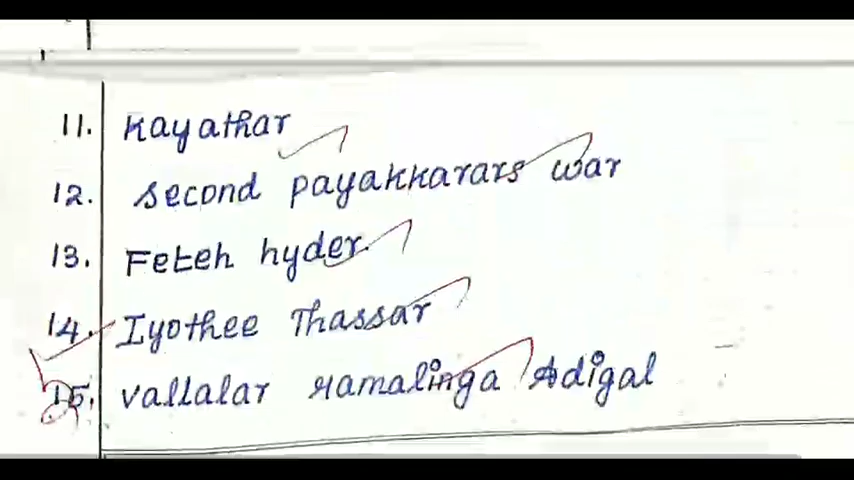 11. Kayathar
12. Second payakkarars war
13. Feteh hyder
14. Iyothee Thassar
15. Vallalar ramalinga Adigal